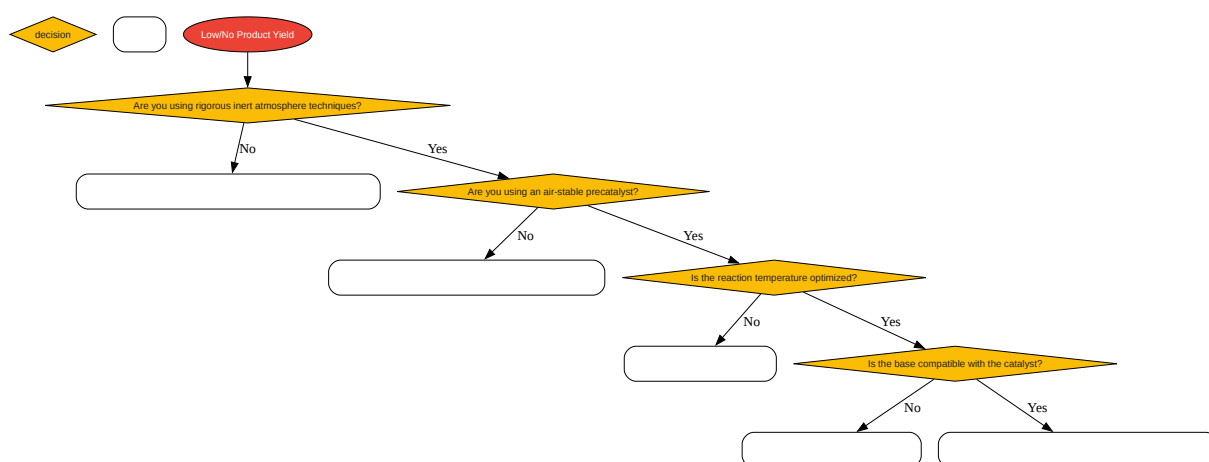 decision
Low/No Product Yield
Are you using rigorous inert atmosphere techniques?
No
Yes
Are you using an air-stable precatalyst?
No
Yes
Is the reaction temperature optimized?
No
Yes
Is the base compatible with the catalyst?
No
Yes